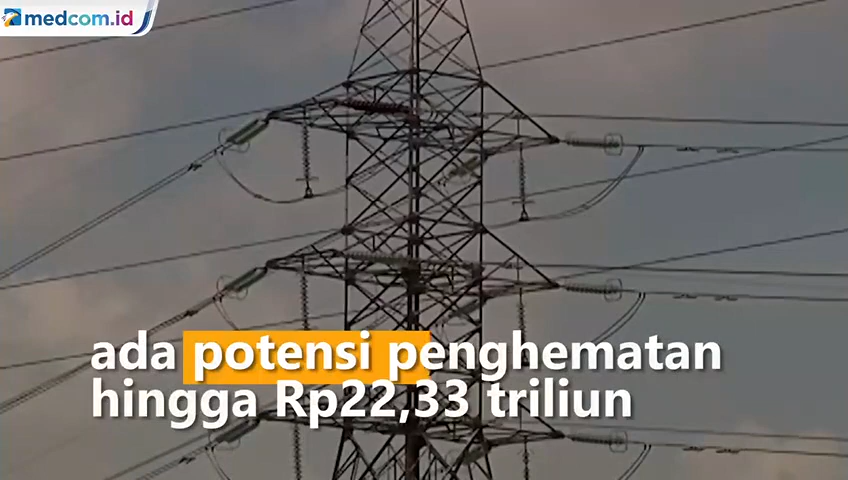 medcom.id
ada potensi penghematan
hingga Rp22,33 triliun